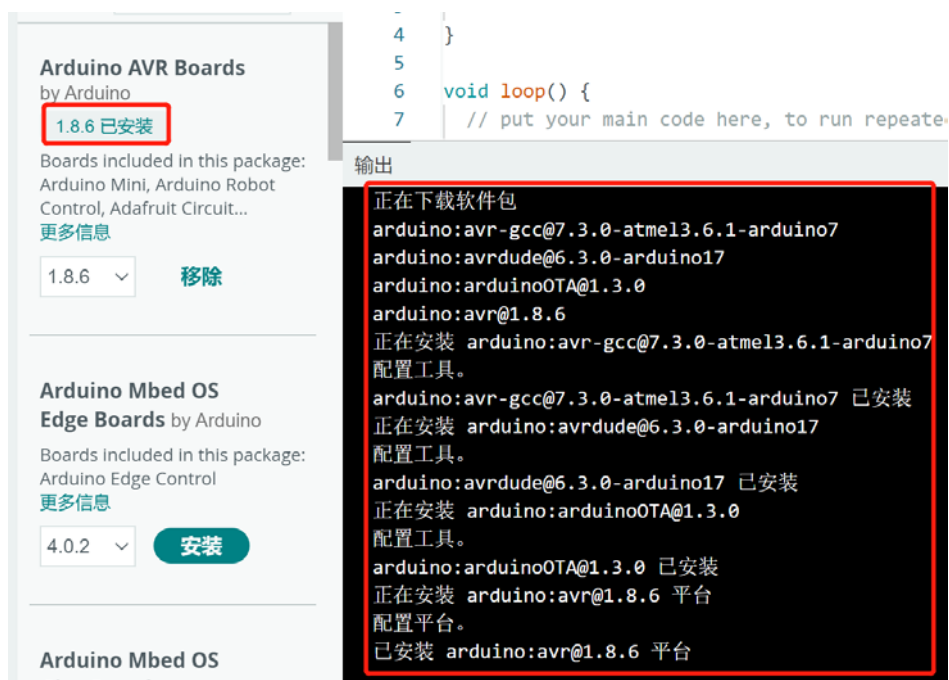 Arduino AVR Boards
by Arduino
1.8.6 已安装
Boards included in this package:
Arduino Mini, Arduino Robot
Control, Adafruit Circuit...
更多信息
1.8.6
移除
Arduino Mbed OS
Edge Boards by Arduino
Boards included in this package:
Arduino Edge Control
更多信息
4.0.2
安装
Arduino Mbed OS
4 }
5
6 void loop() {
7 // put your main code here, to run repeate
输出
正在下载软件包
arduino:avr-gcc@7.3.0-atmel3.6.1-arduino7
arduino:avrdude@6.3.0-arduino17
arduino:arduinoOTA@1.3.0
arduino:avr@1.8.6
正在安装 arduino:avr-gcc@7.3.0-atmel3.6.1-arduino7
配置工具。
arduino:avr-gcc@7.3.0-atmel3.6.1-arduino7 已安装
正在安装 arduino:avrdude@6.3.0-arduino17
配置工具。
arduino:avrdude@6.3.0-arduino17 已安装
正在安装 arduino:arduinoOTA@1.3.0
配置工具。
arduino:arduinoOTA@1.3.0 已安装
正在安装 arduino:avr@1.8.6 平台
配置平台。
已安装 arduino:avr@1.8.6 平台